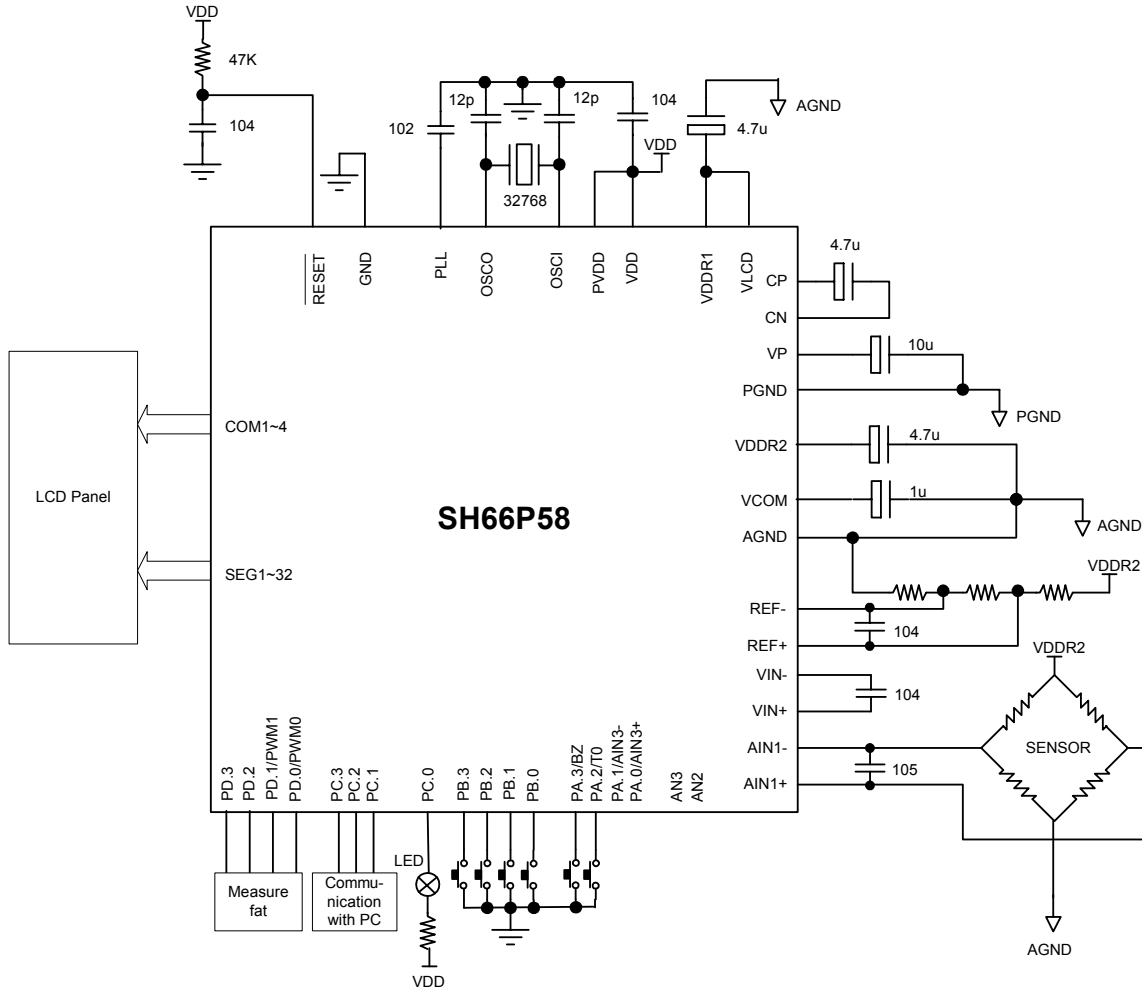 VDD
47K
104
12p
12p
104
102
4.7u
AGND
VDD
32768
RESET
GND
PLL
OSCO
OSCI
PVDD
VDD
VDDR1
VLCD
4.7u
CP
CN
10u
VP
PGND
PGND
4.7u
VDDR2
1u
VCOM
AGND
AGND
VDDR2
REF-
104
REF+
VDDR2
VIN-
104
VIN+
AIN1-
SENSOR
105
AIN1+
AGND
LCD Panel
COM1~4
SEG1~32
SH66P58
PD.3
PD.2
PD.1/PWM1
PD.0/PWM0
PC.3
PC.2
PC.1
PC.0
PB.3
PB.2
PB.1
PB.0
PA.3/BZ
PA.2/T0
PA.1/AIN3-
PA.0/AIN3+
AN3
AN2
Measure
fat
Commu-
nication
with PC
LED
VDD